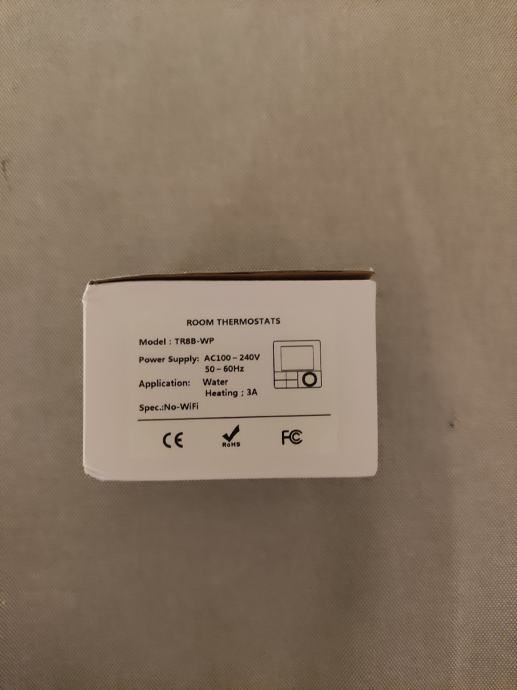 ROOM THERMOSTATS
Model : TR8B-WP
Power Supply: AC100-240V
50-60Hz
Application: Water
Heating ; 3A
Spec.:No-WiFi
CE RoHS FC